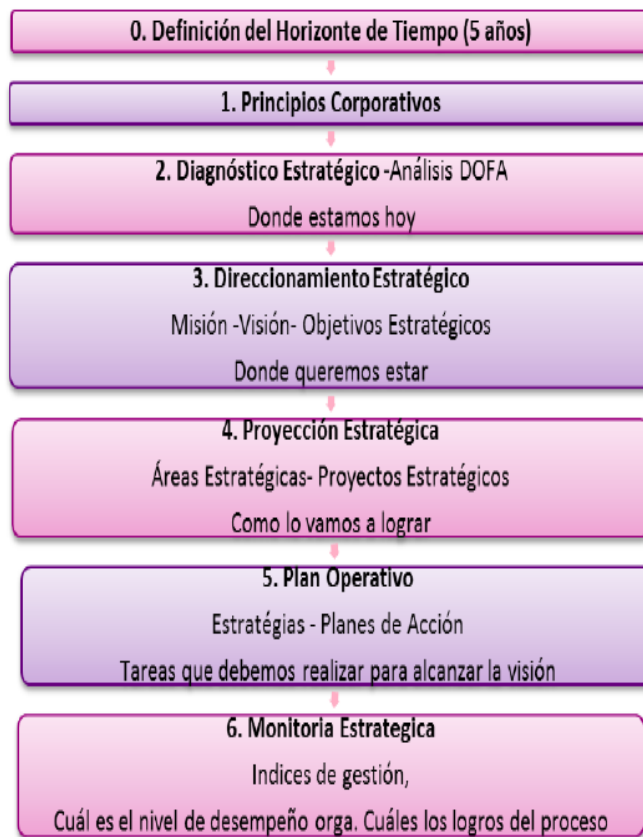 0. Definición del Horizonte de Tiempo (5 años)
1. Principios Corporativos
2. Diagnóstico Estratégico -Análisis DOFA
Donde estamos hoy
3. Direccionamiento Estratégico
Misión -Visión- Objetivos Estratégicos
Donde queremos estar
4. Proyección Estratégica
Áreas Estratégicas- Proyectos Estratégicos
Como lo vamos a lograr
5. Plan Operativo
Estratégias - Planes de Acción
Tareas que debemos realizar para alcanzar la visión
6. Monitoria Estrategica
Indices de gestión,
Cuál es el nivel de desempeño orga. Cuáles los logros del proceso